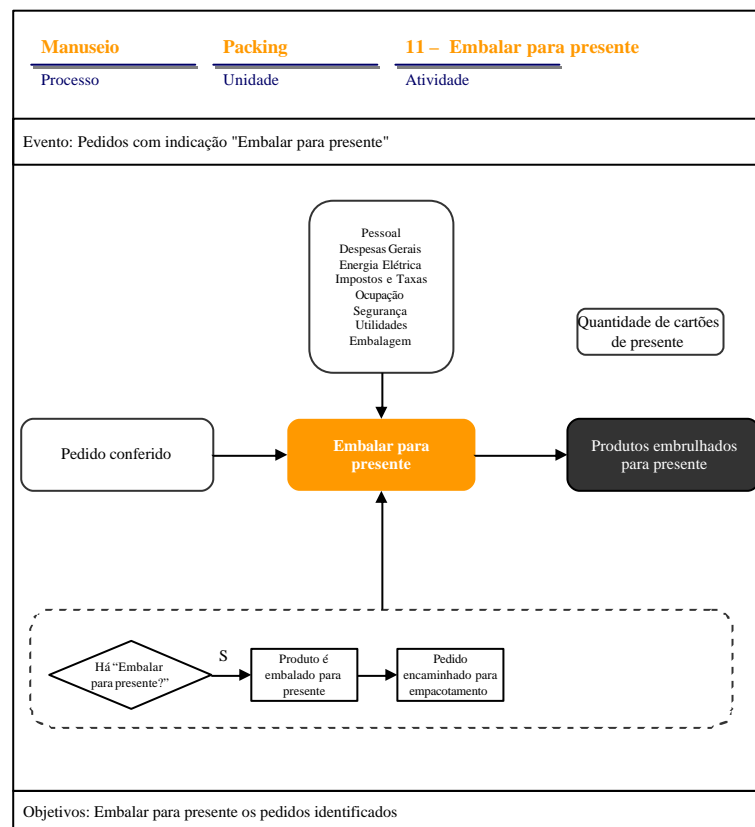 Manuseio Packing 11 – Embalar para presente
Processo Unidade Atividade
Evento: Pedidos com indicação "Embalar para presente"
Pessoal
Despesas Gerais
Energia Elétrica
Impostos e Taxas
Ocupação
Segurança
Utilidades
Embalagem
Quantidade de cartões
de presente
Pedido conferido
Embalar para
presente
Produtos embrulhados
para presente
Há “Embalar
para presente?”
S
Produto é
embalado para
presente
Pedido
encaminhado para
empacotamento
Objetivos: Embalar para presente os pedidos identificados